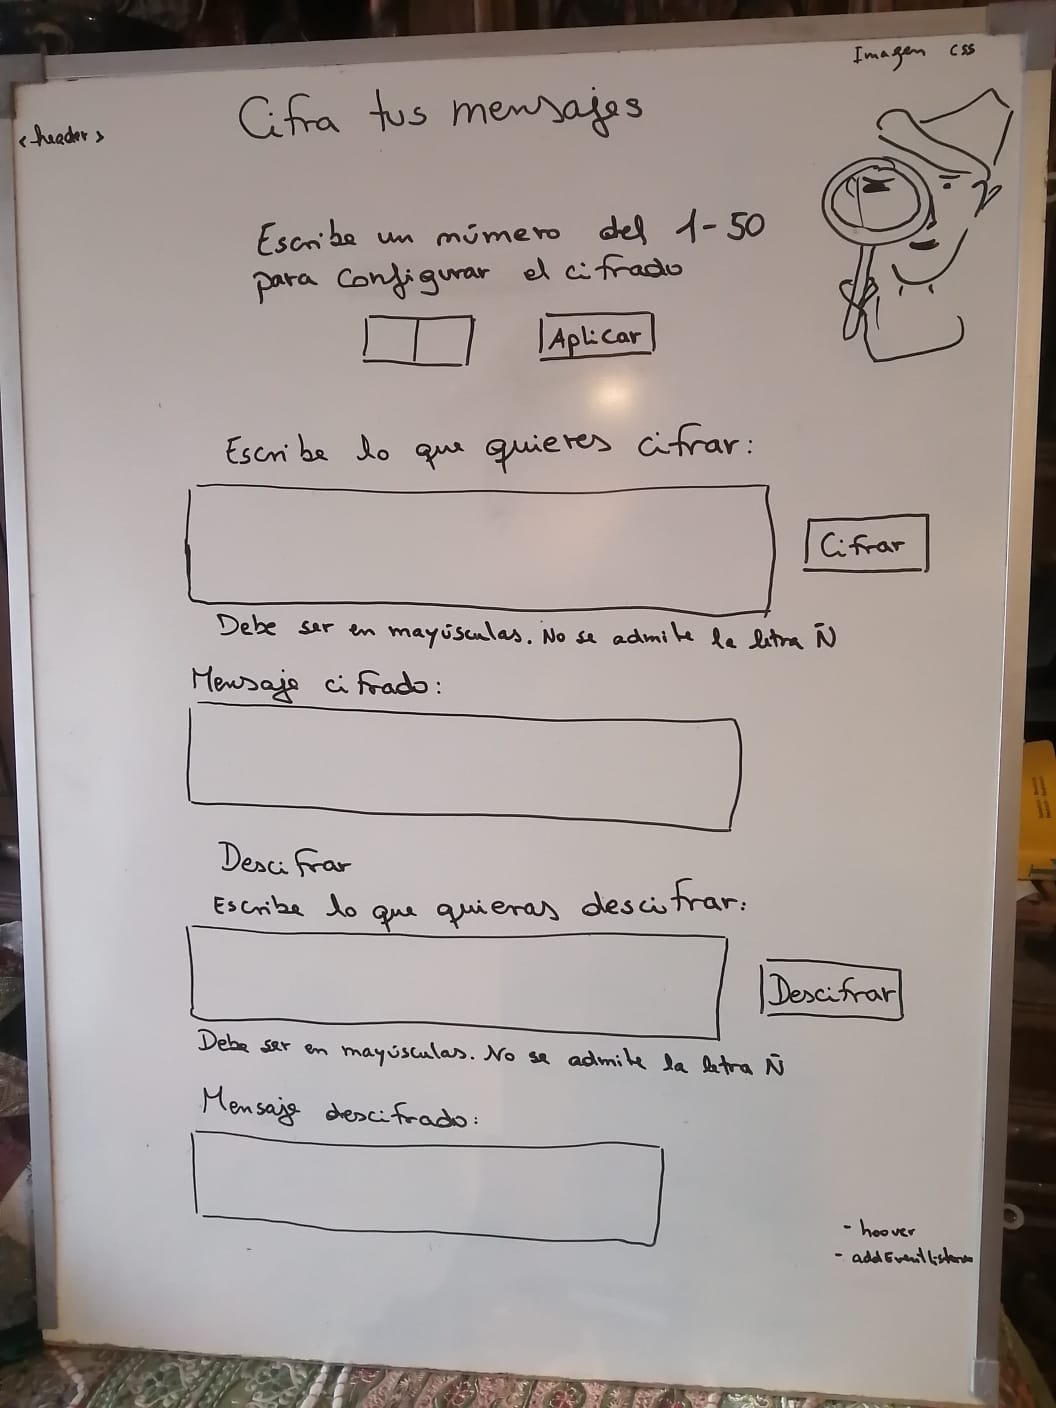 Imagen css
<header>
Cifra tus mensajes
Escribe un número del 1-50
para configurar el cifrado
Aplicar
Escribe lo que quieres cifrar:
Cifrar
Debe ser en mayúsculas. No se admite la letra Ñ
Mensaje cifrado:
Descifrar
Escribe lo que quieras descifrar:
Descifrar
Debe ser en mayúsculas. No se admite la letra Ñ
Mensaje descifrado:
- hoover
- addEventListener